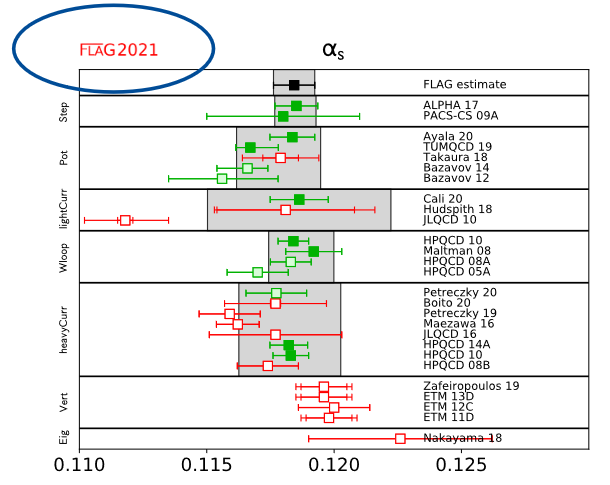 FLAG2021
αs
FLAG estimate
Step
ALPHA 17
PACS-CS 09A
Pot
Ayala 20
TUMQCD 19
Takaura 18
Bazavov 14
Bazavov 12
lightCurr
Cali 20
Hudspith 18
JLQCD 10
Wloop
HPQCD 10
Maltman 08
HPQCD 08A
HPQCD 05A
heavyCurr
Petreczky 20
Boito 20
Petreczky 19
Maezawa 16
JLQCD 16
HPQCD 14A
HPQCD 10
HPQCD 08B
Vert
Zafeiropoulos 19
ETM 13D
ETM 12C
ETM 11D
Eig
Nakayama 18
0.110 0.115 0.120 0.125